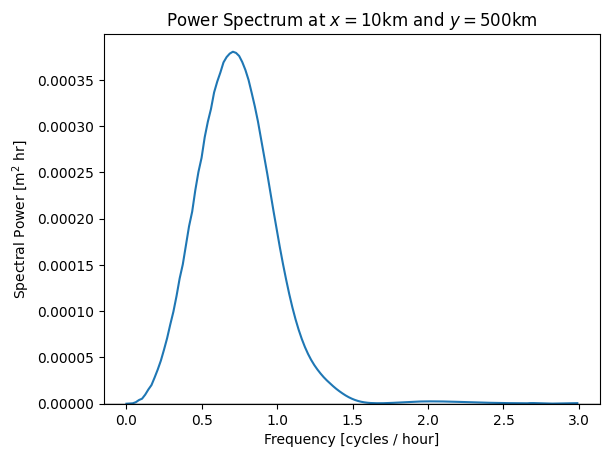 Power Spectrum at x = 10km and y = 500km
Spectral Power [m² hr]
0.00035
0.00030
0.00025
0.00020
0.00015
0.00010
0.00005
0.00000
0.0 0.5 1.0 1.5 2.0 2.5 3.0
Frequency [cycles / hour]